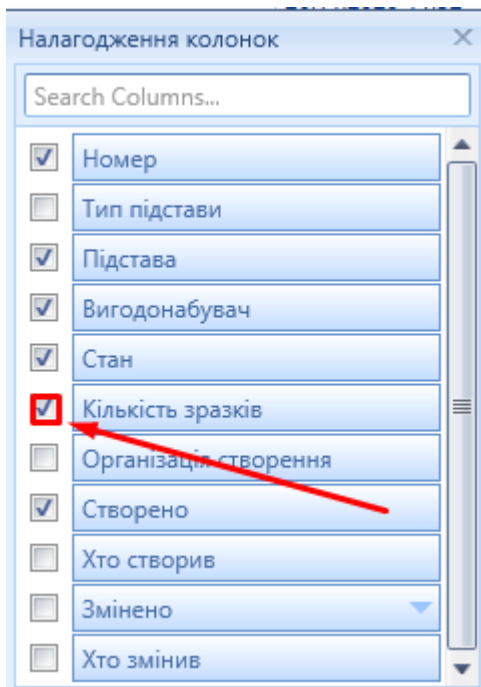 Налагодження колонок
Search Columns...
Номер
Тип підстави
Підстава
Вигодонабувач
Стан
Кількість зразків
Організація створення
Створено
Хто створив
Змінено
Хто змінив